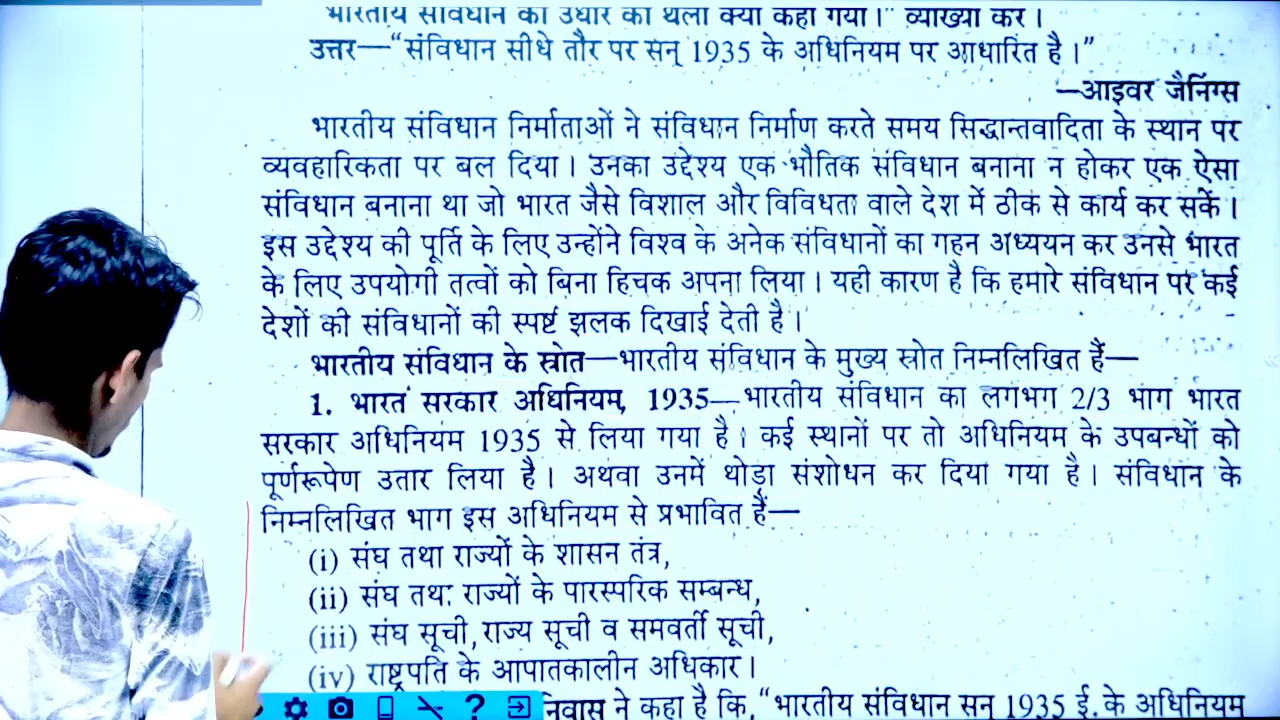 भारतीय संविधान को उधार का थैला क्या कहा गया।" व्याख्या करें।
उत्तर—“संविधान सीधे तौर पर सन् 1935 के अधिनियम पर आधारित है।”
—आइवर जैनिंग्स
भारतीय संविधान निर्माताओं ने संविधान निर्माण करते समय सिद्धान्तवादिता के स्थान पर
व्यवहारिकता पर बल दिया। उनका उद्देश्य एक भौतिक संविधान बनाना न होकर एक ऐसा
संविधान बनाना था जो भारत जैसे विशाल और विविधता वाले देश में ठीक से कार्य कर सकें।
इस उद्देश्य की पूर्ति के लिए उन्होंने विश्व के अनेक संविधानों का गहन अध्ययन कर उनसे भारत
के लिए उपयोगी तत्वों को बिना हिचक अपना लिया। यही कारण है कि हमारे संविधान पर कई
देशों की संविधानों की स्पष्ट झलक दिखाई देती है।
भारतीय संविधान के स्रोत—भारतीय संविधान के मुख्य स्रोत निम्नलिखित हैं—
1. भारत सरकार अधिनियम, 1935—भारतीय संविधान का लगभग 2/3 भाग भारत
सरकार अधिनियम 1935 से लिया गया है। कई स्थानों पर तो अधिनियम के उपबन्धों को
पूर्णरूपेण उतार लिया है। अथवा उनमें थोड़ा संशोधन कर दिया गया है। संविधान के
निम्नलिखित भाग इस अधिनियम से प्रभावित हैं—
(i) संघ तथा राज्यों के शासन तंत्र,
(ii) संघ तथा राज्यों के पारस्परिक सम्बन्ध,
(iii) संघ सूची, राज्य सूची व समवर्ती सूची,
(iv) राष्ट्रपति के आपातकालीन अधिकार।
ने कहा है कि, “भारतीय संविधान सन् 1935 ई. के अधिनियम